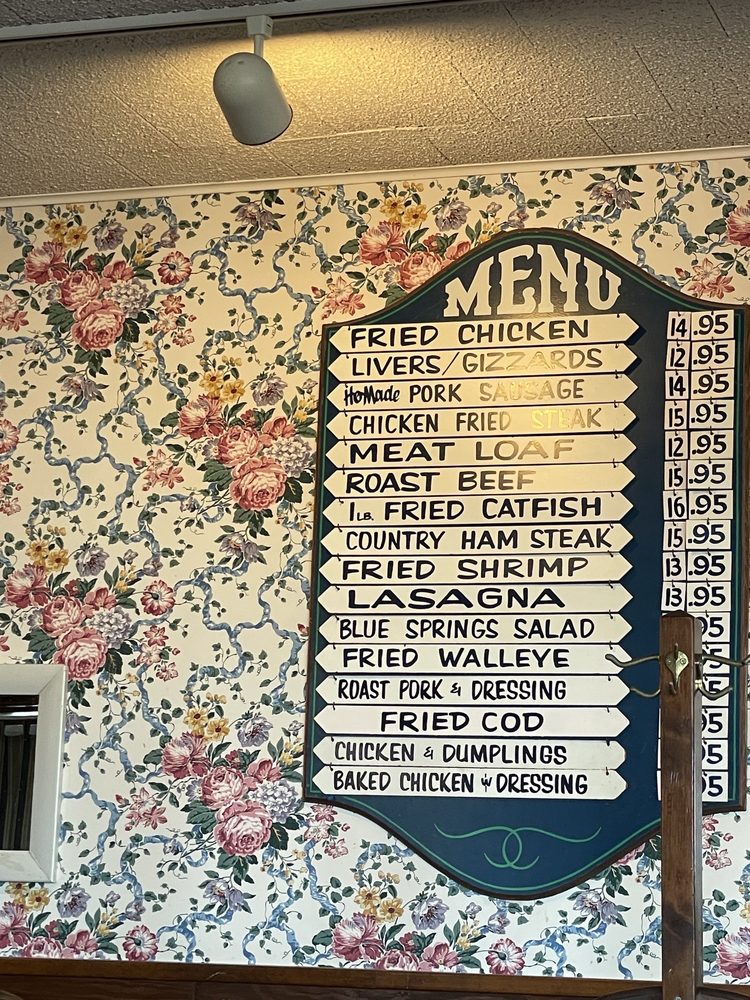 MENU
FRIED CHICKEN 14.95
LIVERS/GIZZARDS 12.95
HoMade PORK SAUSAGE 14.95
CHICKEN FRIED STEAK 15.95
MEAT LOAF 12.95
ROAST BEEF 15.95
1LB. FRIED CATFISH 16.95
COUNTRY HAM STEAK 15.95
FRIED SHRIMP 13.95
LASAGNA 13.95
BLUE SPRINGS SALAD
FRIED WALLEYE
ROAST PORK & DRESSING
FRIED COD
CHICKEN & DUMPLINGS
BAKED CHICKEN w DRESSING